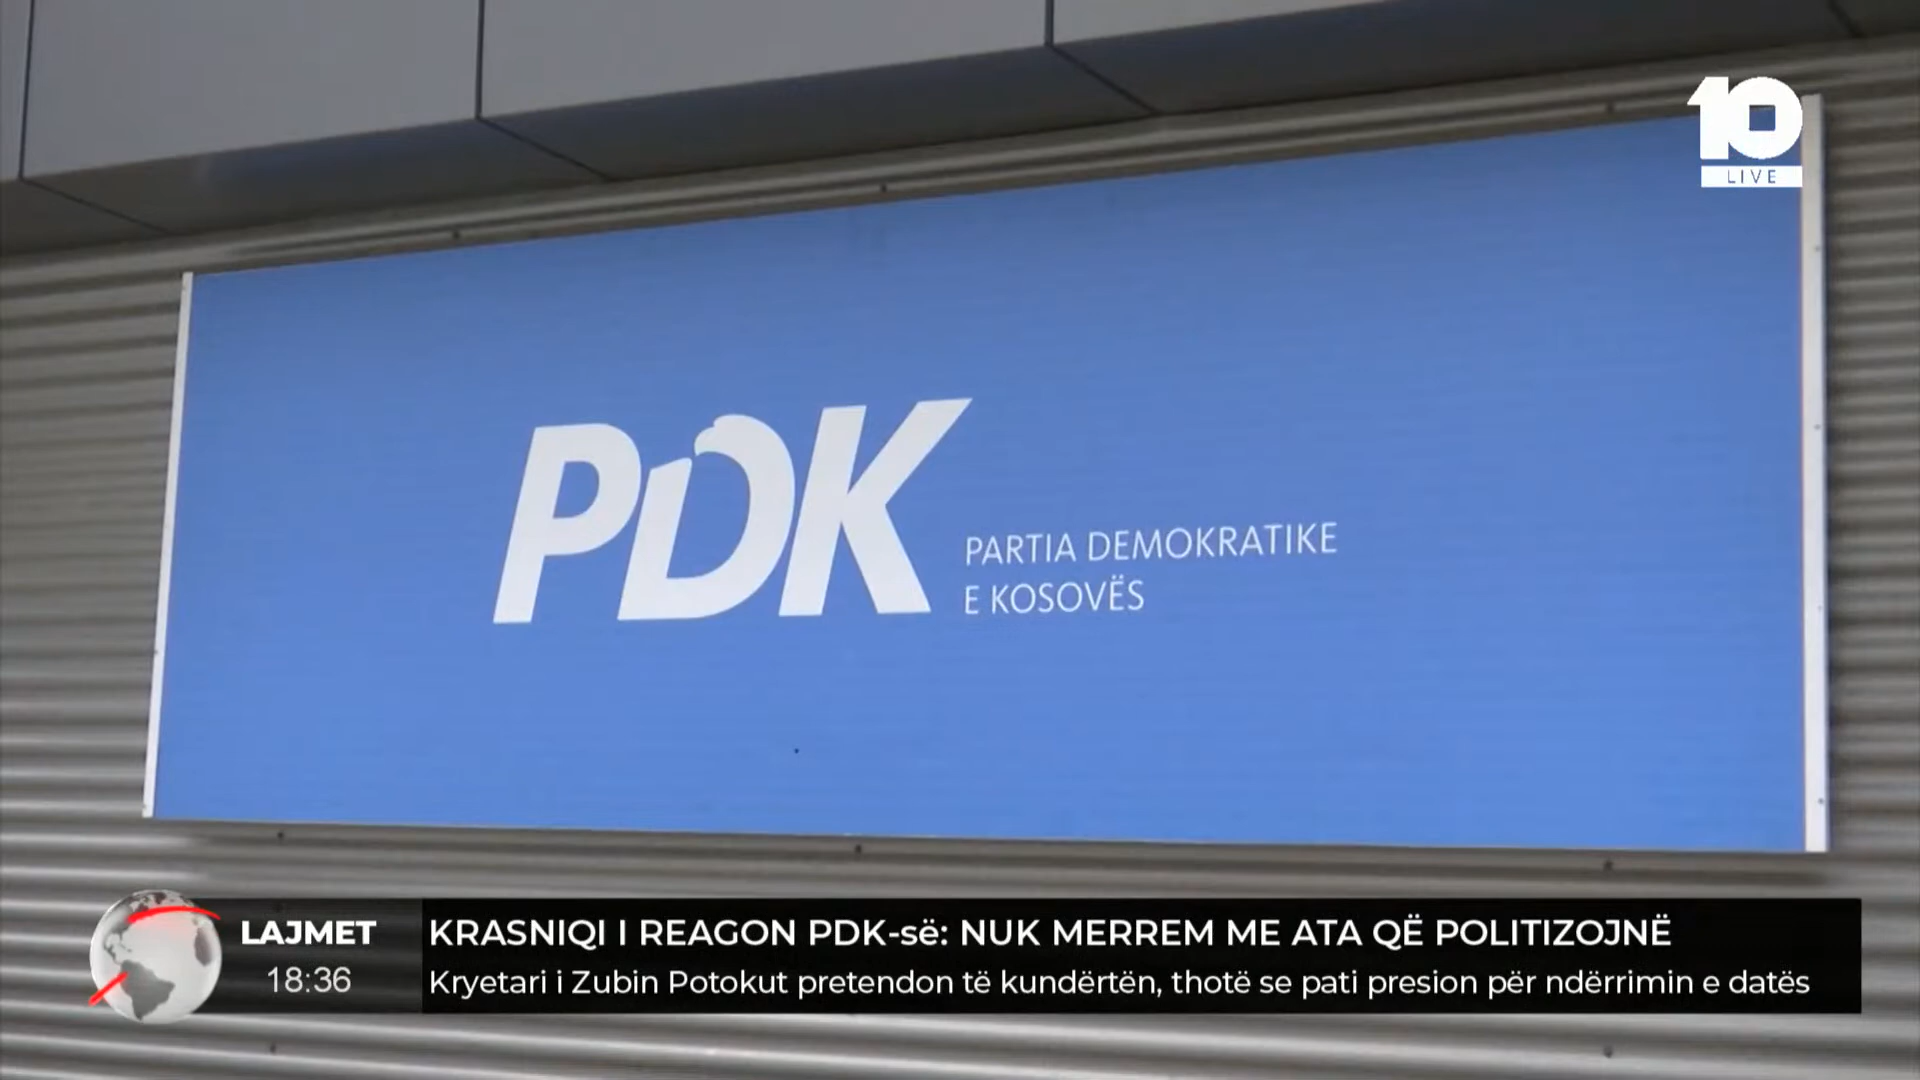 10
LIVE
PDK
PARTIA DEMOKRATIKE
E KOSOVËS
LAJMET
18:36
KRASNIQI I REAGON PDK-së: NUK MERREM ME ATA QË POLITIZOJNË
Kryetari i Zubin Potokut pretendon të kundërtën, thotë se pati presion për ndërrimin e datës